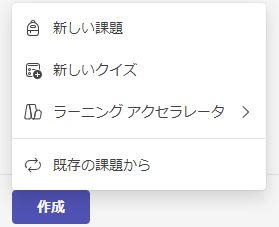 新しい課題
新しいクイズ
ラーニング アクセラレータ
既存の課題から
作成